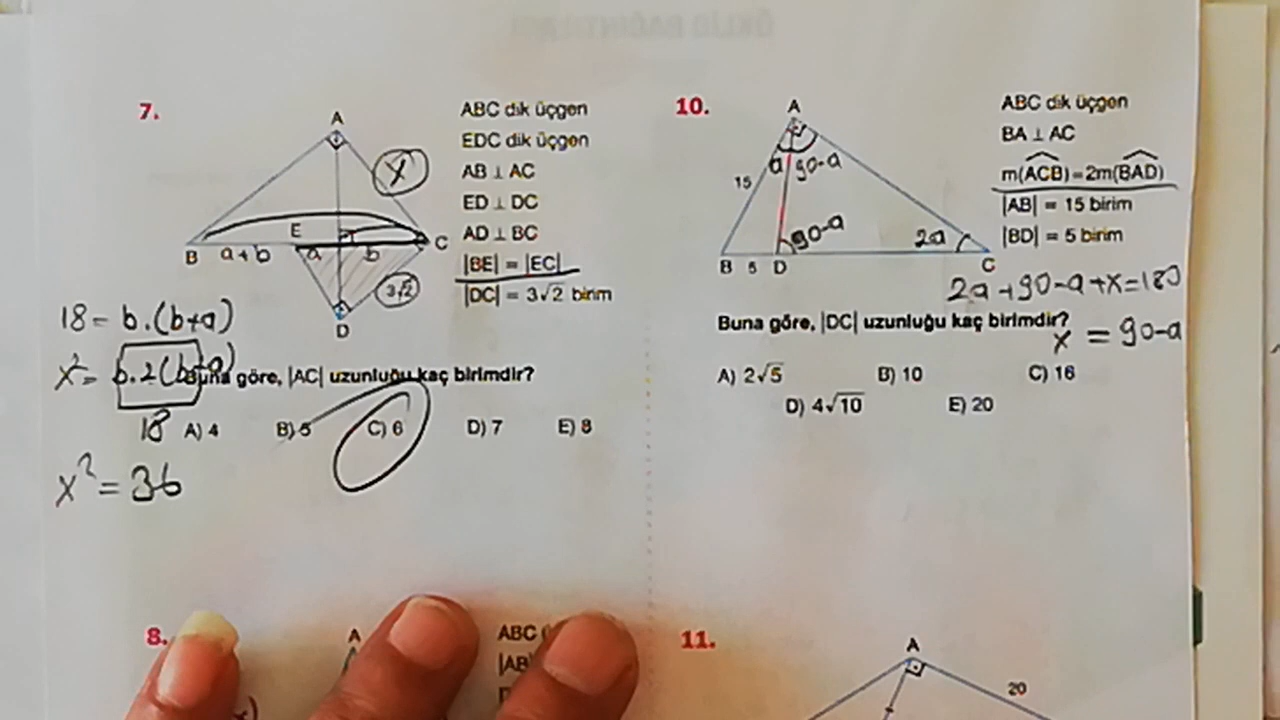 7.
A
X
E
B
a+b
a
b
C
3√2
D
ABC dik üçgen
EDC dik üçgen
AB ⊥ AC
ED ⊥ DC
AD ⊥ BC
|BE| = |EC|
|DC| = 3√2 birim
18 = b.(b+a)
x² = b.2(b+a)
18
x² = 36
Buna göre, |AC| uzunluğu kaç birimdir?
A) 4 B) 5 C) 6 D) 7 E) 8
10.
A
a 90-a
15
90-a
2a
B 5 D C
ABC dik üçgen
BA ⊥ AC
m(ACB) = 2m(BAD)
|AB| = 15 birim
|BD| = 5 birim
2a+90-a+x=180
x = 90-a
Buna göre, |DC| uzunluğu kaç birimdir?
A) 2√5 B) 10 C) 16
D) 4√10 E) 20
8.
A
ABC
|AB|
11.
A
20